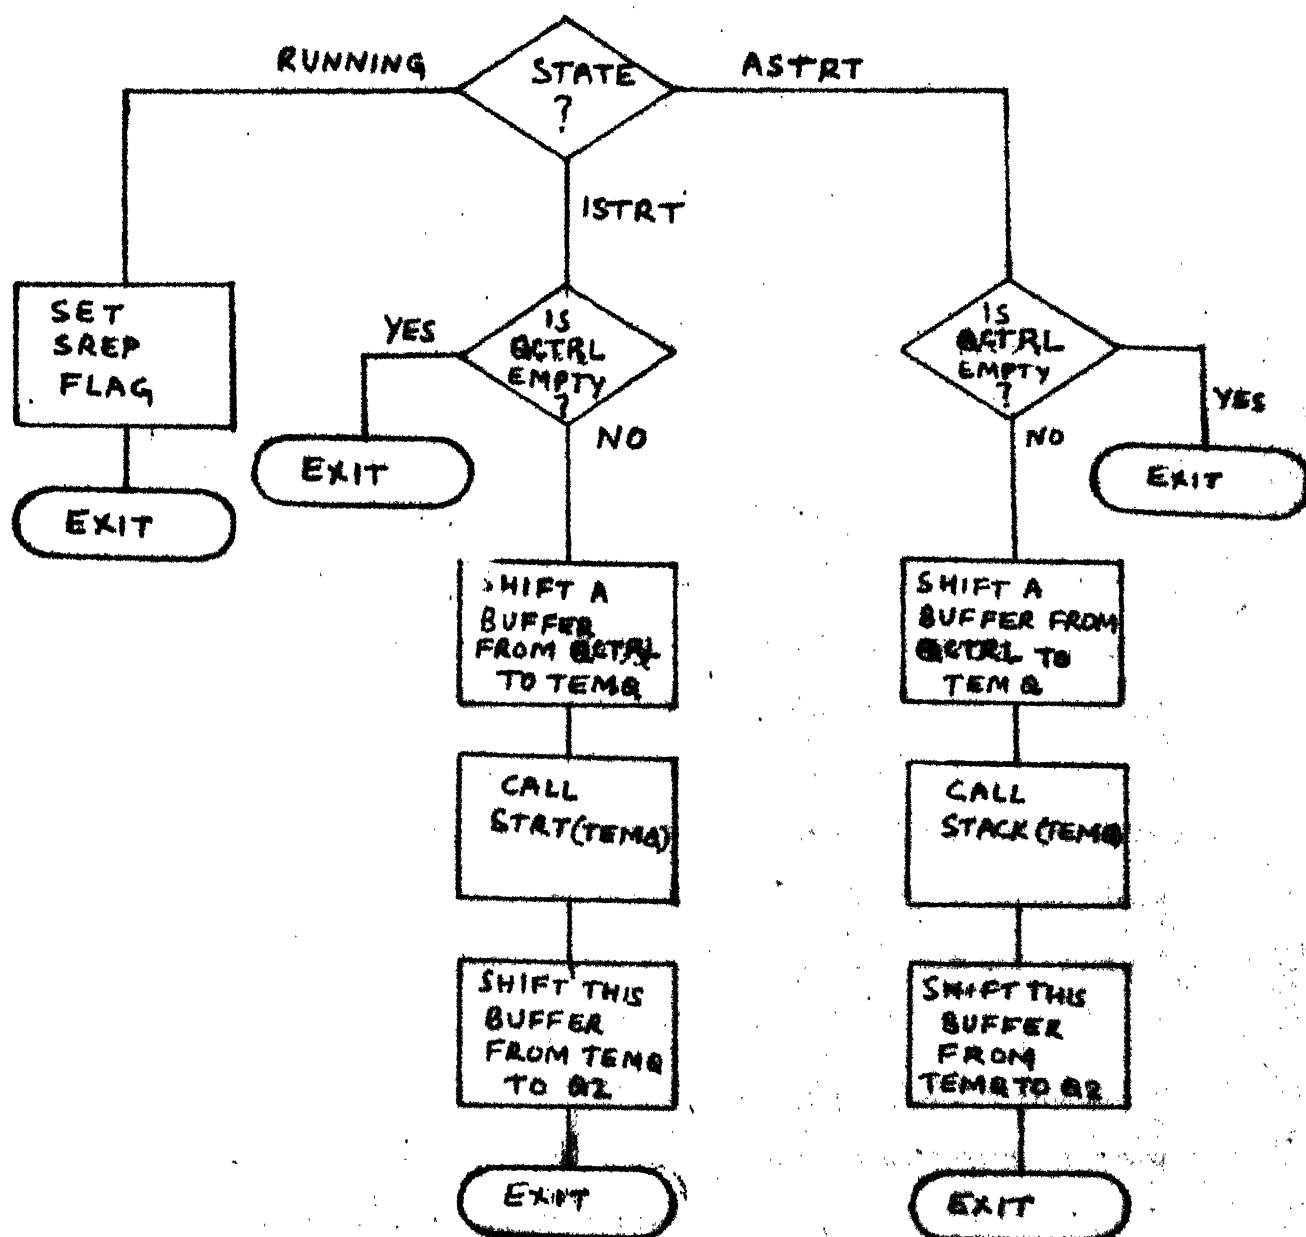 RUNNING
STATE
?
ASTRT
ISTRT
SET
SREP
FLAG
EXIT
YES
IS
QCTRL
EMPTY
?
NO
EXIT
IS
QCTRL
EMPTY
?
YES
NO
EXIT
SHIFT A
BUFFER
FROM QCTRL
TO TEMQ
CALL
STRT(TEMQ)
SHIFT THIS
BUFFER
FROM TEMQ
TO Q2
EXIT
SHIFT A
BUFFER FROM
QCTRL TO
TEMQ
CALL
STACK(TEMQ)
SHIFT THIS
BUFFER
FROM
TEMQ TO Q2
EXIT